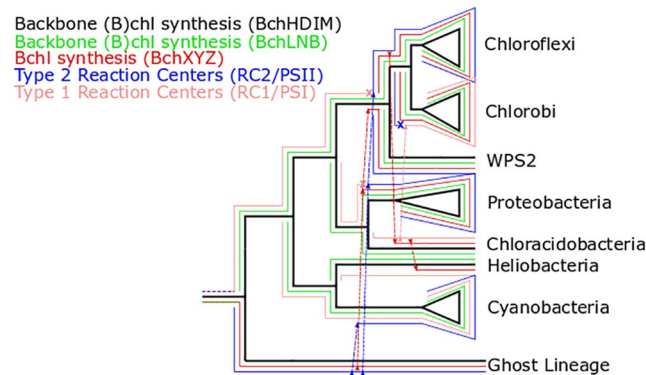 Backbone (B)chl synthesis (BchHDIM)
Backbone (B)chl synthesis (BchLNB)
Bchl synthesis (BchXYZ)
Type 2 Reaction Centers (RC2/PSII)
Type 1 Reaction Centers (RC1/PSI)
Chloroflexi
Chlorobi
WPS2
Proteobacteria
Chloracidobacteria
Heliobacteria
Cyanobacteria
Ghost Lineage